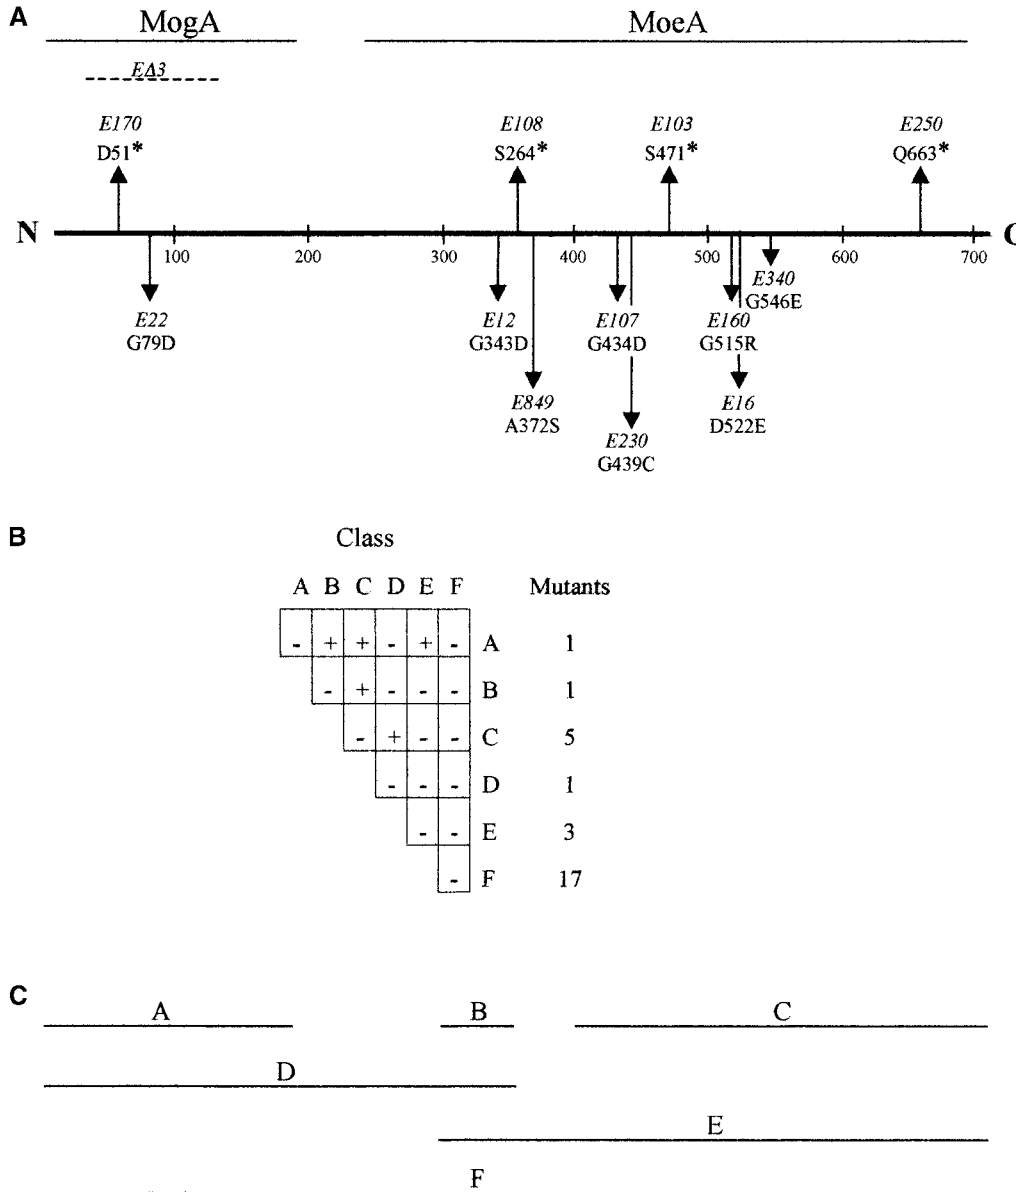 A
MogA MoeA
EΔ3
E170 E108 E103 E250
D51* S264* S471* Q663*
N C
100 200 300 400 500 600 700
E340
G546E
E22 E12 E107 E160
G79D G343D G434D G515R
E849 E16
A372S D522E
E230
G439C
B
Class
A B C D E F Mutants
- + + - + - A 1
- + - - - B 1
- + - - C 5
- - - D 1
- - E 3
- F 17
C
A B C
D
E
F